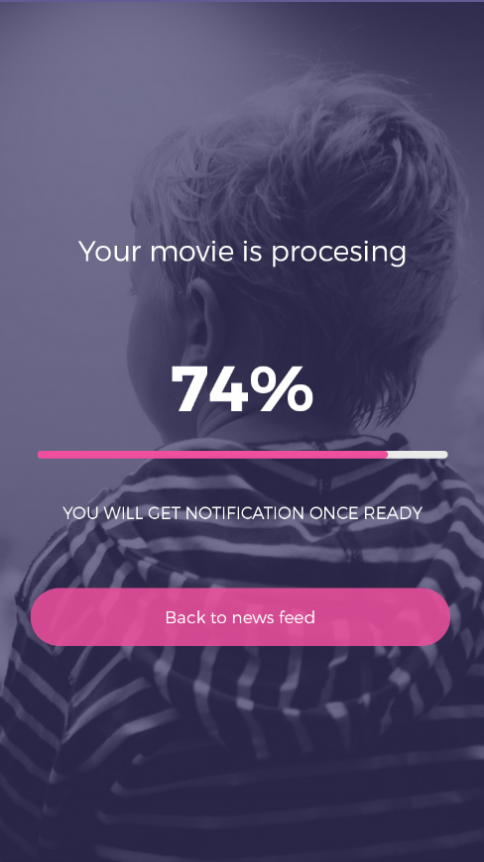 Your movie is procesing
74%
YOU WILL GET NOTIFICATION ONCE READY
Back to news feed